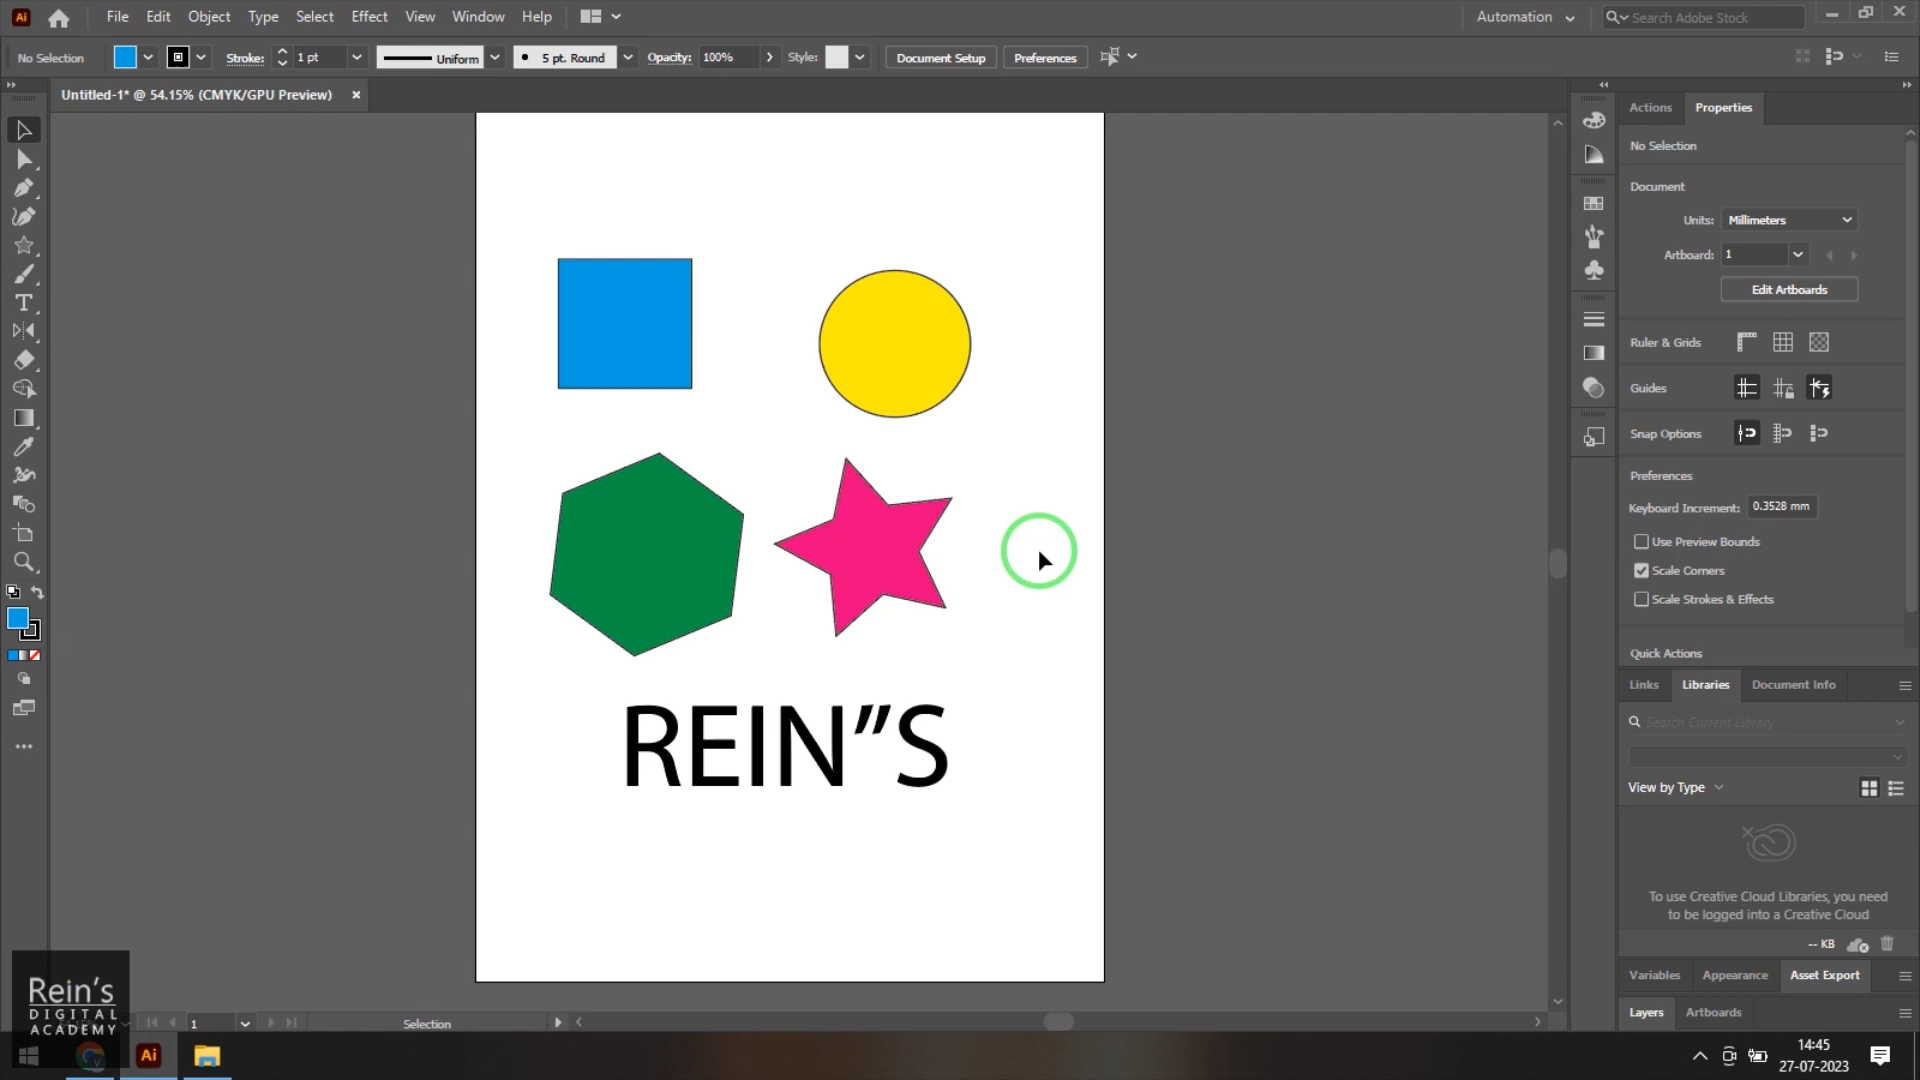 Ai File Edit Object Type Select Effect View Window Help Automation Search Adobe Stock
No Selection Stroke: 1 pt Uniform 5 pt. Round Opacity: 100% Style: Document Setup Preferences
Untitled-1* @ 54.15% (CMYK/GPU Preview)
Actions Properties
No Selection
Document
Units: Millimeters
Artboard: 1
Edit Artboards
Ruler & Grids
Guides
Snap Options
Preferences
Keyboard Increment: 0.3528 mm
Use Preview Bounds
Scale Corners
Scale Strokes & Effects
Quick Actions
Links Libraries Document Info
Search Current Library
View by Type
To use Creative Cloud Libraries, you need
to be logged into a Creative Cloud
-- KB
Variables Appearance Asset Export
Layers Artboards
REIN"S
Rein's
DIGITAL
ACADEMY
1 Selection
Ai
14:45
27-07-2023